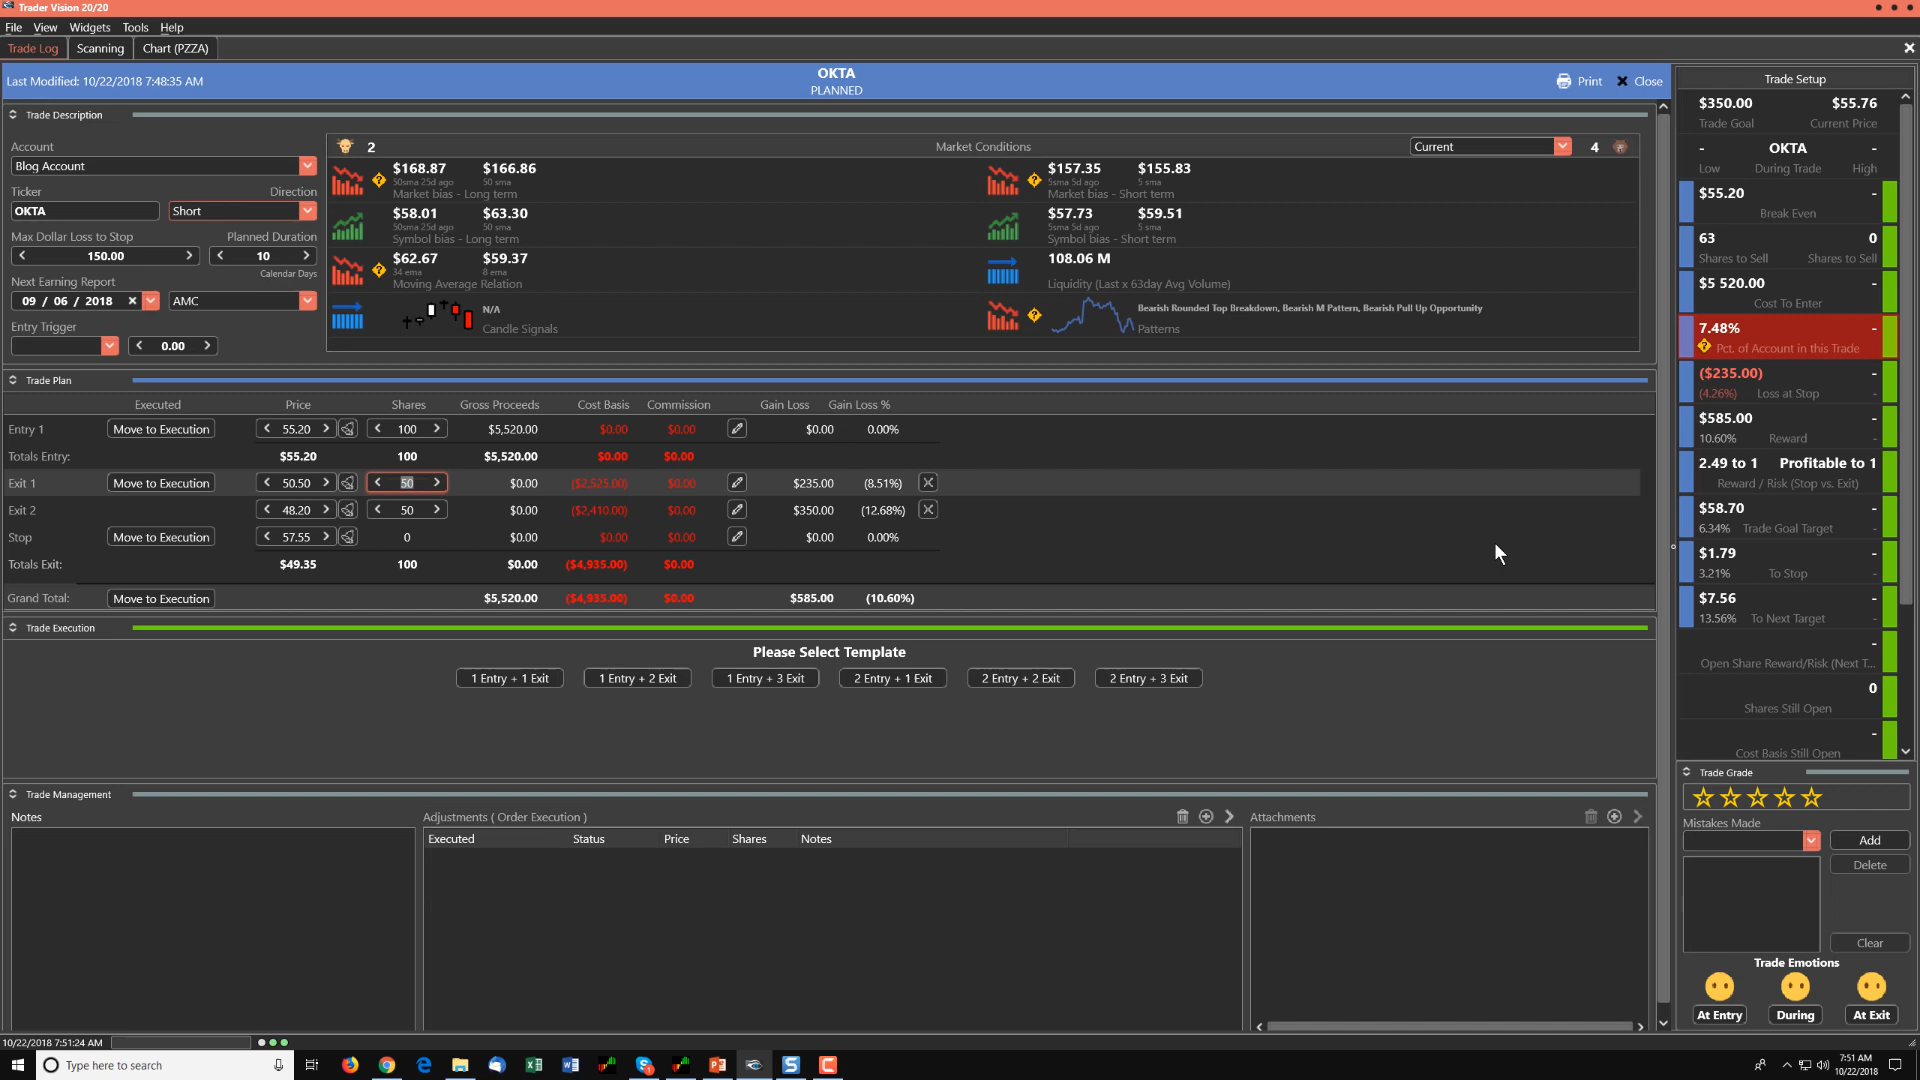 Trader Vision 20/20
File View Widgets Tools Help
Trade Log Scanning Chart (PZZA)
Last Modified: 10/22/2018 7:48:35 AM
OKTA
PLANNED
Print Close
Trade Description
Account
Blog Account
Ticker Direction
OKTA Short
Max Dollar Loss to Stop Planned Duration
150.00 10
Calendar Days
Next Earning Report
09 / 06 / 2018 AMC
Entry Trigger
0.00
2 Market Conditions Current 4
$168.87 $166.86
50sma 25d ago 50 sma
Market bias - Long term
$157.35 $155.83
5sma 5d ago 5 sma
Market bias - Short term
$58.01 $63.30
50sma 25d ago 50 sma
Symbol bias - Long term
$57.73 $59.51
5sma 5d ago 5 sma
Symbol bias - Short term
$62.67 $59.37
34 ema 8 ema
Moving Average Relation
108.06 M
Liquidity (Last x 63day Avg Volume)
N/A
Candle Signals
Bearish Rounded Top Breakdown, Bearish M Pattern, Bearish Pull Up Opportunity
Patterns
Trade Plan
Executed Price Shares Gross Proceeds Cost Basis Commission Gain Loss Gain Loss %
Entry 1 Move to Execution 55.20 100 $5,520.00 $0.00 $0.00 $0.00 0.00%
Totals Entry: $55.20 100 $5,520.00 $0.00 $0.00
Exit 1 Move to Execution 50.50 50 $0.00 ($2,525.00) $0.00 $235.00 (8.51%)
Exit 2 48.20 50 $0.00 ($2,410.00) $0.00 $350.00 (12.68%)
Stop Move to Execution 57.55 0 $0.00 $0.00 $0.00 $0.00 0.00%
Totals Exit: $49.35 100 $0.00 ($4,935.00) $0.00
Grand Total: Move to Execution $5,520.00 ($4,935.00) $0.00 $585.00 (10.60%)
Trade Execution
Please Select Template
1 Entry + 1 Exit 1 Entry + 2 Exit 1 Entry + 3 Exit 2 Entry + 1 Exit 2 Entry + 2 Exit 2 Entry + 3 Exit
Trade Management
Notes
Adjustments ( Order Execution )
Executed Status Price Shares Notes
Attachments
Trade Setup
$350.00 $55.76
Trade Goal Current Price
- OKTA -
Low During Trade High
$55.20 -
Break Even
63 0
Shares to Sell Shares to Sell
$5 520.00 -
Cost To Enter
7.48% -
Pct. of Account in this Trade
($235.00) -
(4.26%) Loss at Stop -
$585.00 -
10.60% Reward -
2.49 to 1 Profitable to 1
Reward / Risk (Stop vs. Exit)
$58.70 -
6.34% Trade Goal Target -
$1.79 -
3.21% To Stop -
$7.56 -
13.56% To Next Target -
-
Open Share Reward/Risk (Next T...
0
Shares Still Open
-
Cost Basis Still Open
Trade Grade
Mistakes Made
Add
Delete
Clear
Trade Emotions
At Entry During At Exit
10/22/2018 7:51:24 AM
Type here to search
7:51 AM
10/22/2018